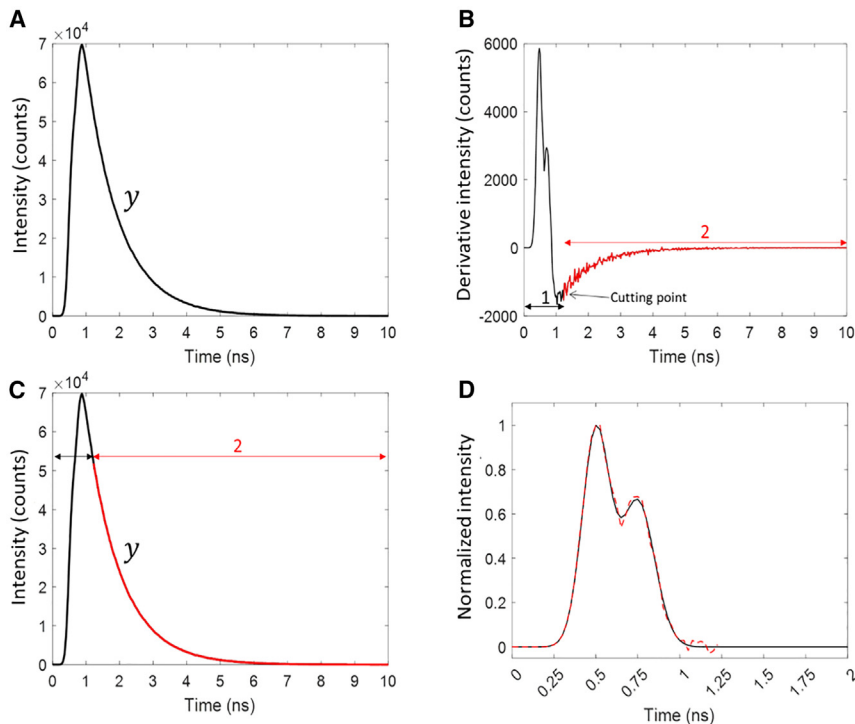 A
×10⁴
7
6
5
4
3
2
1
0
Intensity (counts)
y
0 1 2 3 4 5 6 7 8 9 10
Time (ns)
B
6000
4000
2000
0
-2000
Derivative intensity (counts)
2
1
Cutting point
0 1 2 3 4 5 6 7 8 9 10
Time (ns)
C
×10⁴
7
6
5
4
3
2
1
0
Intensity (counts)
2
y
0 1 2 3 4 5 6 7 8 9 10
Time (ns)
D
1
0.8
0.6
0.4
0.2
0
Normalized intensity
0 0.25 0.5 0.75 1 1.25 1.5 1.75 2
Time (ns)